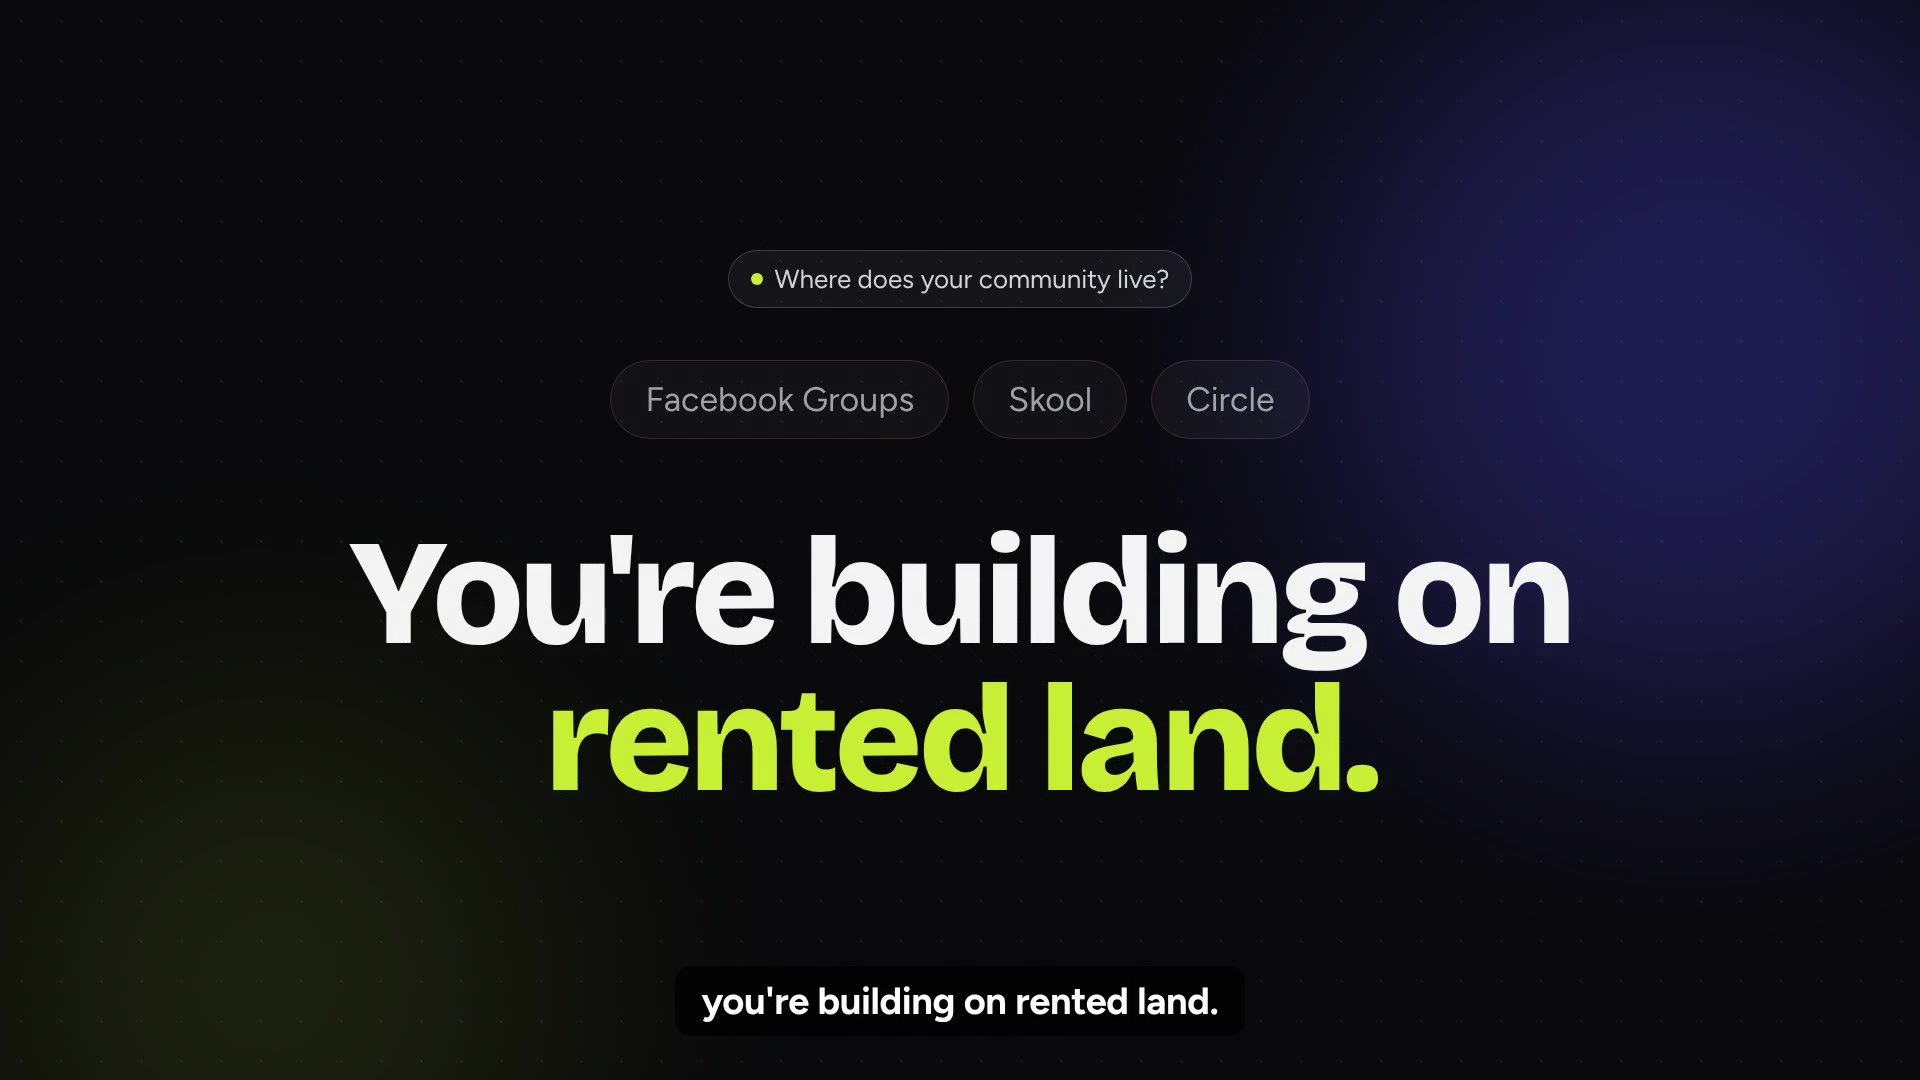 Where does your community live?
Facebook Groups Skool Circle
You're building on
rented land.
you're building on rented land.